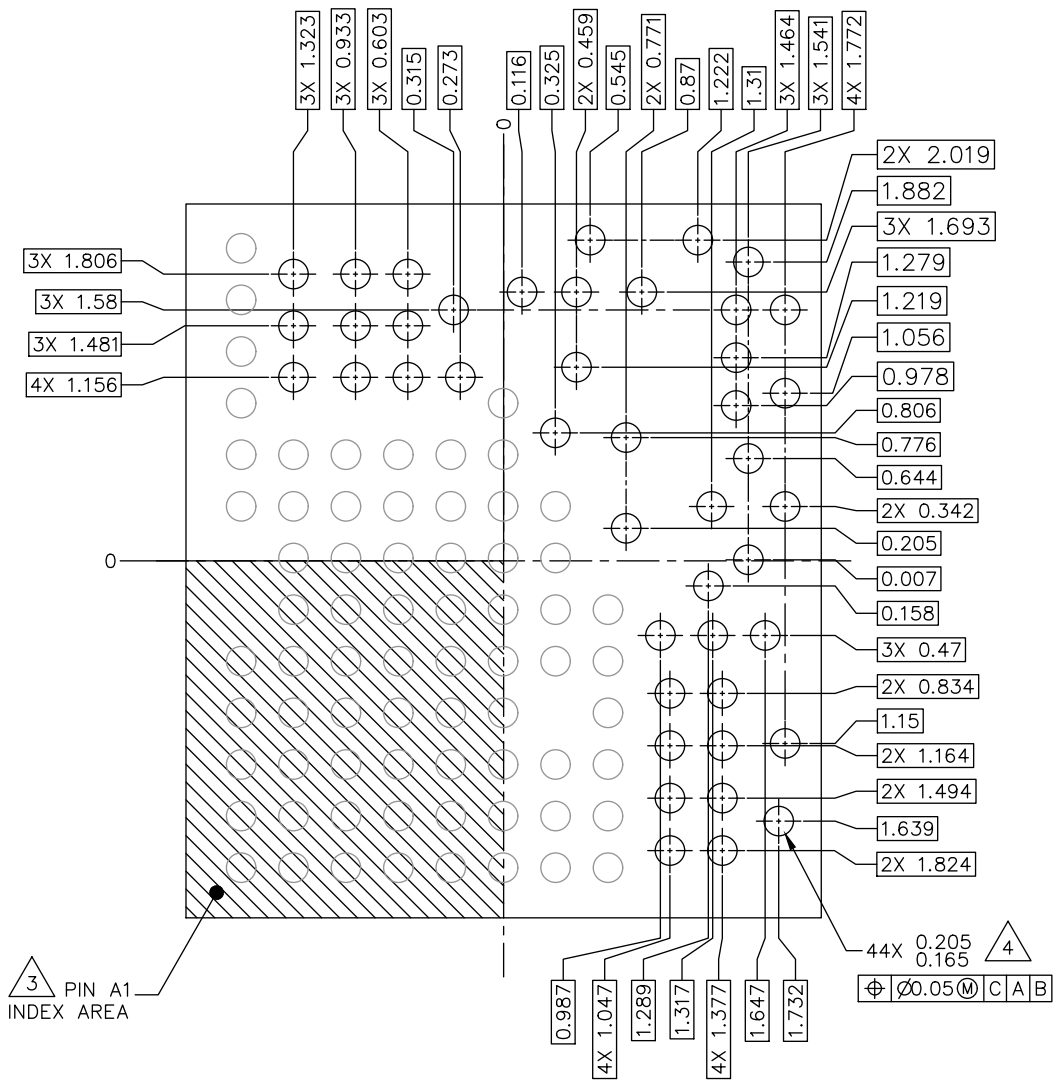 3X 1.323
3X 0.933
3X 0.603
0.315
0.273
0
0.116
0.325
2X 0.459
0.545
2X 0.771
0.87
1.222
1.31
3X 1.464
3X 1.541
4X 1.772
2X 2.019
1.882
3X 1.693
1.279
1.219
1.056
0.978
0.806
0.776
0.644
2X 0.342
0.205
0.007
0.158
3X 0.47
2X 0.834
1.15
2X 1.164
2X 1.494
1.639
2X 1.824
3X 1.806
3X 1.58
3X 1.481
4X 1.156
0
3 PIN A1
INDEX AREA
0.987
4X 1.047
1.289
1.317
4X 1.377
1.647
1.732
44X 0.205
0.165
4
⌖ Ø0.05Ⓜ C A B